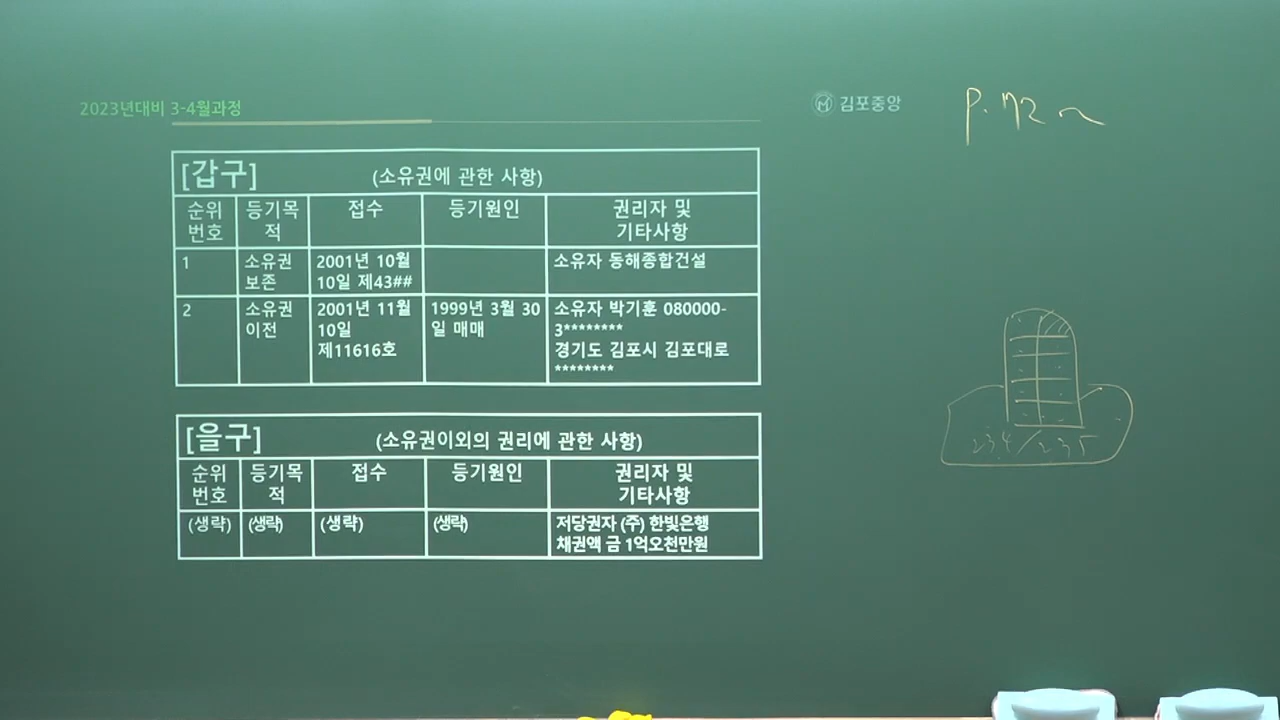 2023년대비 3-4월과정
김포중앙
P. 72 ~
[갑구] (소유권에 관한 사항)
순위 번호 등기목 적 접수 등기원인 권리자 및 기타사항
1 소유권 보존 2001년 10월 10일 제43## 소유자 동해종합건설
2 소유권 이전 2001년 11월 10일 제11616호 1999년 3월 30 일 매매 소유자 박기훈 080000-3******** 경기도 김포시 김포대로 ********
[을구] (소유권이외의 권리에 관한 사항)
순위 번호 등기목 적 접수 등기원인 권리자 및 기타사항
(생략) (생략) (생략) (생략) 저당권자 (주) 한빛은행 채권액 금 1억오천만원
234/235